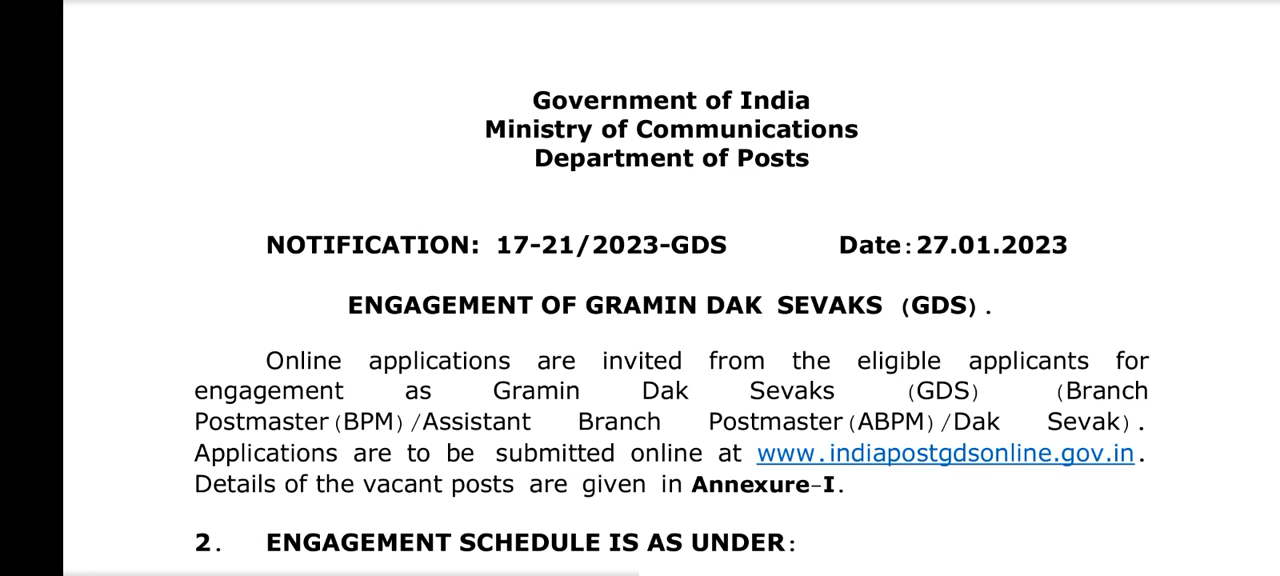 Government of India
Ministry of Communications
Department of Posts
NOTIFICATION: 17-21/2023-GDS Date:27.01.2023
ENGAGEMENT OF GRAMIN DAK SEVAKS (GDS).
Online applications are invited from the eligible applicants for
engagement as Gramin Dak Sevaks (GDS) (Branch
Postmaster(BPM)/Assistant Branch Postmaster(ABPM)/Dak Sevak).
Applications are to be submitted online at www.indiapostgdsonline.gov.in.
Details of the vacant posts are given in Annexure-I.
2. ENGAGEMENT SCHEDULE IS AS UNDER: